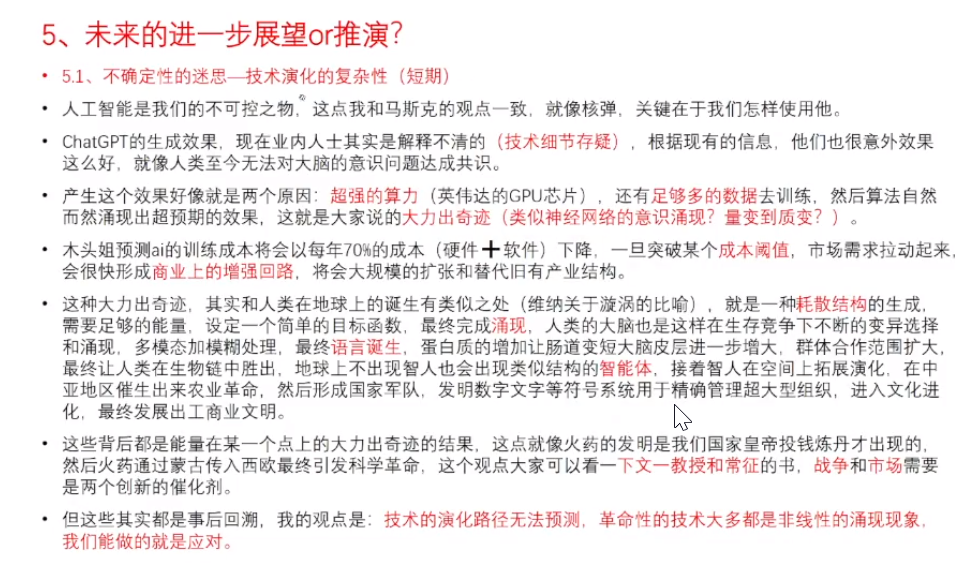 5、未来的进一步展望or推演？
• 5.1、不确定性的迷思—技术演化的复杂性（短期）
• 人工智能是我们的不可控之物，这点我和马斯克的观点一致，就像核弹，关键在于我们怎样使用他。
• ChatGPT的生成效果，现在业内人士其实是解释不清的（技术细节存疑），根据现有的信息，他们也很意外效果
这么好，就像人类至今无法对大脑的意识问题达成共识。
• 产生这个效果好像就是两个原因：超强的算力（英伟达的GPU芯片），还有足够多的数据去训练，然后算法自然
而然涌现出超预期的效果，这就是大家说的大力出奇迹（类似神经网络的意识涌现？量变到质变？）。
• 木头姐预测ai的训练成本将会以每年70%的成本（硬件+软件）下降，一旦突破某个成本阈值，市场需求拉动起来，
会很快形成商业上的增强回路，将会大规模的扩张和替代旧有产业结构。
• 这种大力出奇迹，其实和人类在地球上的诞生有类似之处（维纳关于漩涡的比喻），就是一种耗散结构的生成，
需要足够的能量，设定一个简单的目标函数，最终完成涌现，人类的大脑也是这样在生存竞争下不断的变异选择
和涌现，多模态加模糊处理，最终语言诞生，蛋白质的增加让肠道变短大脑皮层进一步增大，群体合作范围扩大，
最终让人类在生物链中胜出，地球上不出现智人也会出现类似结构的智能体，接着智人在空间上拓展演化，在中
亚地区催生出来农业革命，然后形成国家军队，发明数字文字等符号系统用于精确管理超大型组织，进入文化进
化，最终发展出工商业文明。
• 这些背后都是能量在某一个点上的大力出奇迹的结果，这点就像火药的发明是我们国家皇帝投钱炼丹才出现的，
然后火药通过蒙古传入西欧最终引发科学革命，这个观点大家可以看一下文一教授和常征的书，战争和市场需要
是两个创新的催化剂。
• 但这些其实都是事后回溯，我的观点是：技术的演化路径无法预测，革命性的技术大多都是非线性的涌现现象，
我们能做的就是应对。